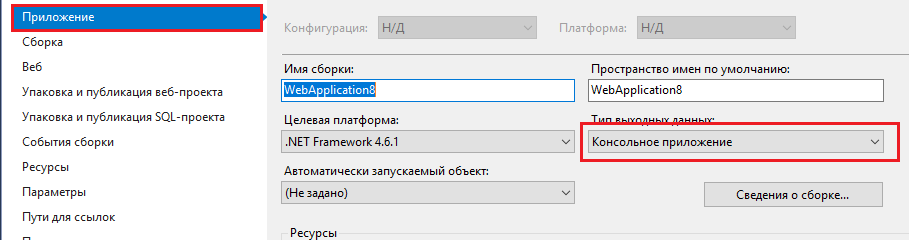 Приложение
Сборка
Веб
Упаковка и публикация веб-проекта
Упаковка и публикация SQL-проекта
События сборки
Ресурсы
Параметры
Пути для ссылок
Конфигурация: Н/Д Платформа: Н/Д
Имя сборки: Пространство имен по умолчанию:
WebApplication8 WebApplication8
Целевая платформа: Тип выходных данных:
.NET Framework 4.6.1 Консольное приложение
Автоматически запускаемый объект:
(Не задано) Сведения о сборке...
Ресурсы